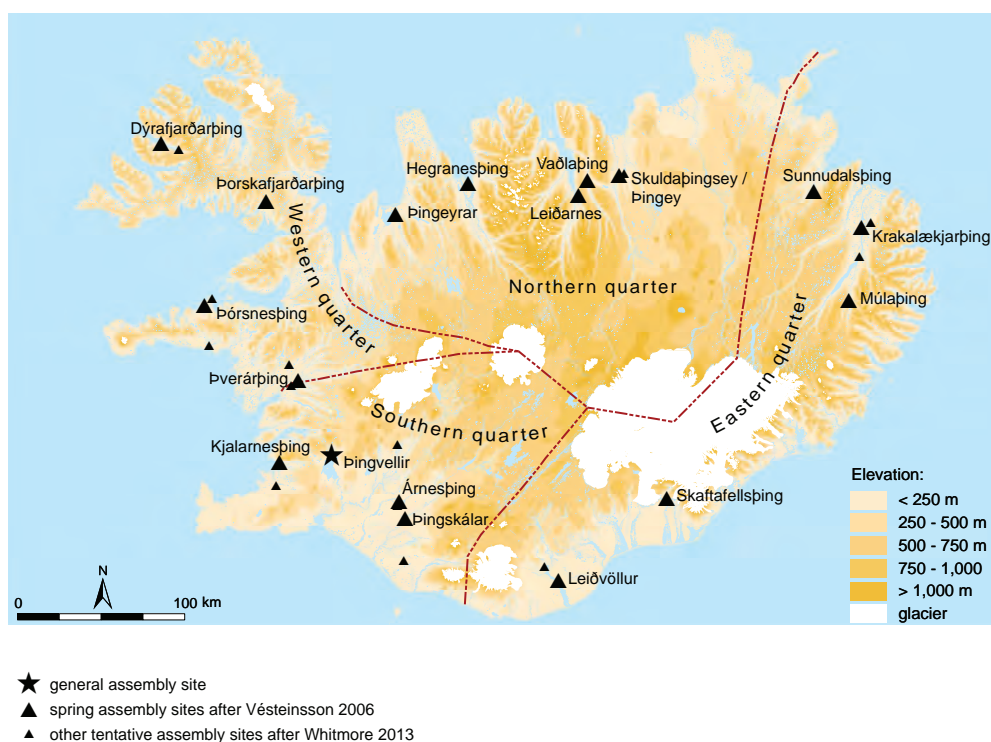 Dýrafjarðarþing
Þorskafjarðarþing
Hegranesþing
Vaðlaþing
Skuldaþingsey /
Þingey
Sunnudalsþing
Þingeyrar
Leiðarnes
Krakalækjarþing
Western quarter
Northern quarter
Múlaþing
Þórsnesþing
Þverárþing
Eastern quarter
Southern quarter
Kjalarnesþing
Þingvellir
Árnesþing
Þingskálar
Skaftafellsþing
Leiðvöllur
Elevation:
< 250 m
250 - 500 m
500 - 750 m
750 - 1,000
> 1,000 m
glacier
N
0 100 km
general assembly site
spring assembly sites after Vésteinsson 2006
other tentative assembly sites after Whitmore 2013